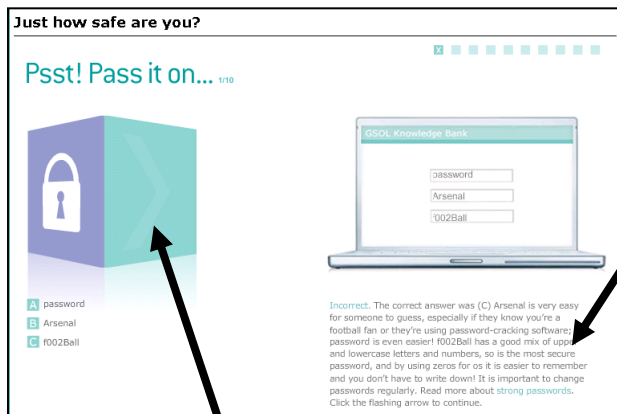 Just how safe are you?
X
Psst! Pass it on... 1/10
GSOL Knowledge Bank
password
Arsenal
f002Ball
A password
B Arsenal
C f002Ball
Incorrect. The correct answer was (C) Arsenal is very easy
for someone to guess, especially if they know you're a
football fan or they're using password-cracking software;
password is even easier! f002Ball has a good mix of upper
and lowercase letters and numbers, so is the most secure
password, and by using zeros for os it is easier to remember
and you don't have to write down! It is important to change
passwords regularly. Read more about strong passwords.
Click the flashing arrow to continue.